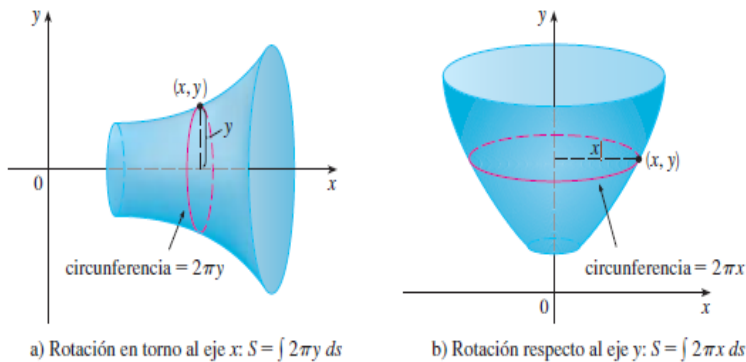 y
(x, y)
y
0
x
circunferencia = 2πy
a) Rotación en torno al eje x: S = ∫ 2πy ds
y
x
(x, y)
circunferencia = 2πx
0
x
b) Rotación respecto al eje y: S = ∫ 2πx ds